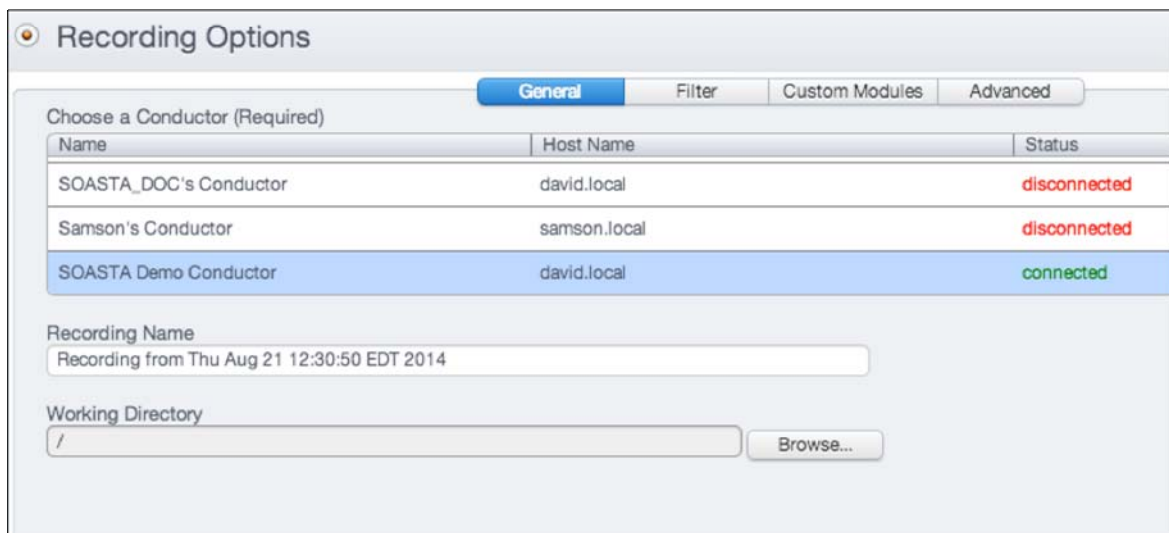 Recording Options
General Filter Custom Modules Advanced
Choose a Conductor (Required)
Name Host Name Status
SOASTA_DOC's Conductor david.local disconnected
Samson's Conductor samson.local disconnected
SOASTA Demo Conductor david.local connected
Recording Name
Recording from Thu Aug 21 12:30:50 EDT 2014
Working Directory
/ Browse...